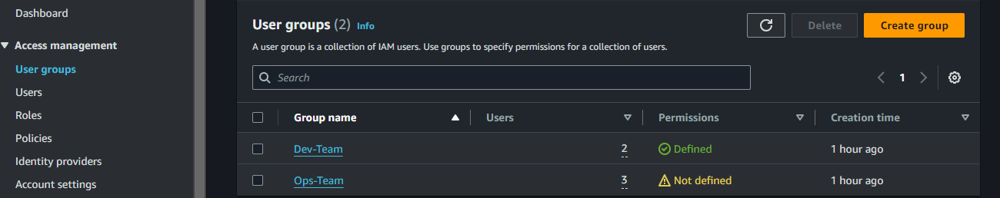 Dashboard
Access management
User groups
Users
Roles
Policies
Identity providers
Account settings
User groups (2) Info
Delete
Create group
A user group is a collection of IAM users. Use groups to specify permissions for a collection of users.
Search
1
Group name Users Permissions Creation time
Dev-Team 2 Defined 1 hour ago
Ops-Team 3 Not defined 1 hour ago